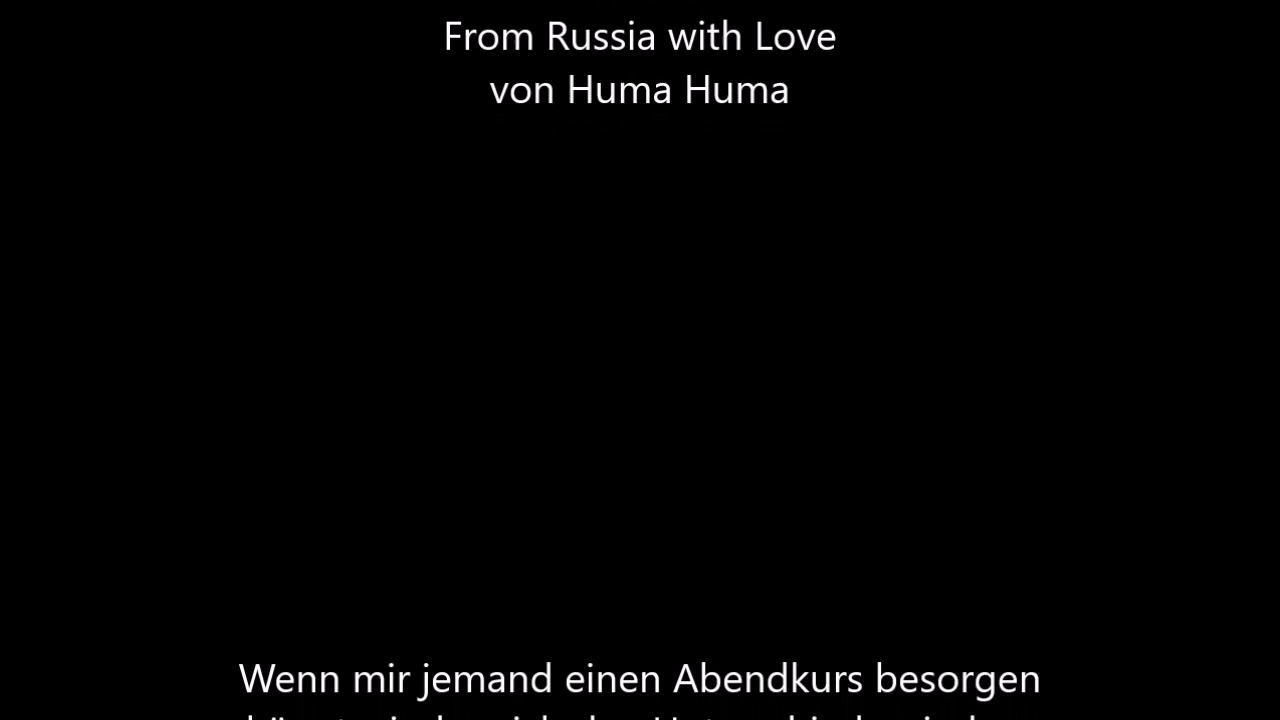 From Russia with Love
von Huma Huma
Wenn mir jemand einen Abendkurs besorgen